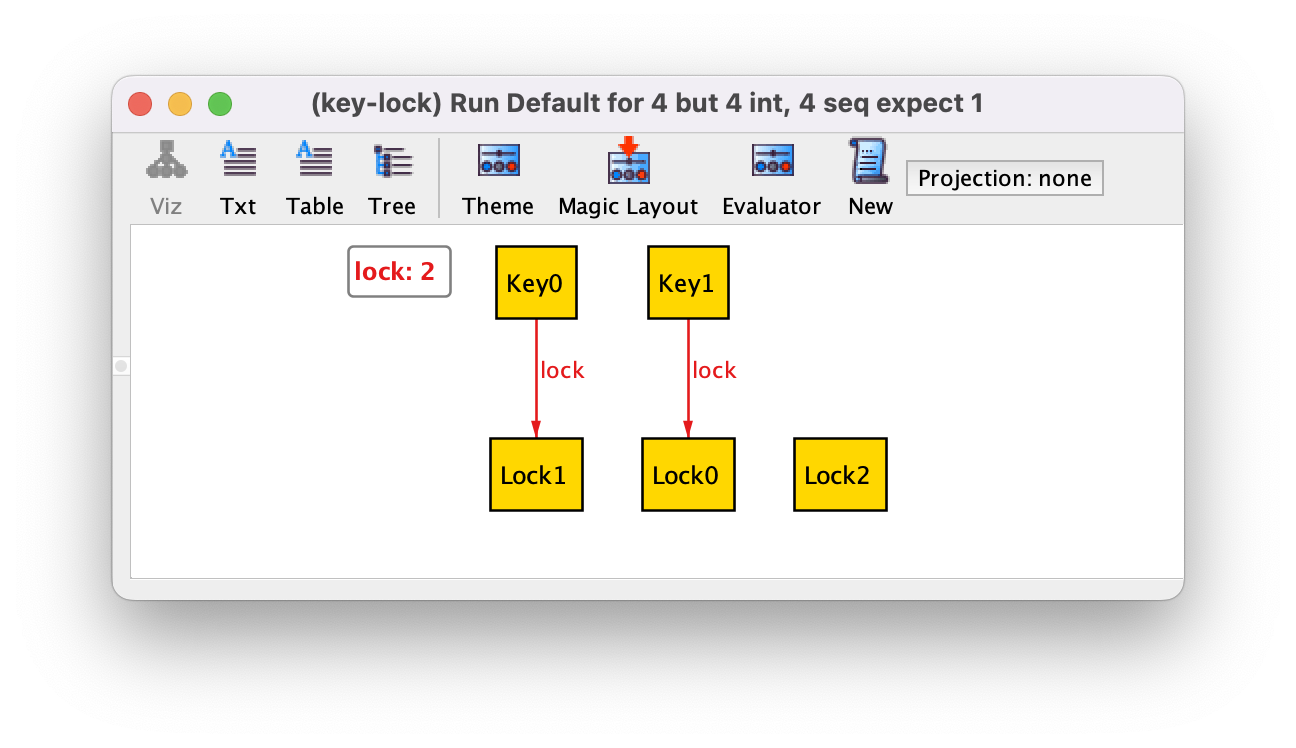 (key-lock) Run Default for 4 but 4 int, 4 seq expect 1
Viz Txt Table Tree Theme Magic Layout Evaluator New Projection: none
lock: 2 Key0 Key1
lock lock
Lock1 Lock0 Lock2